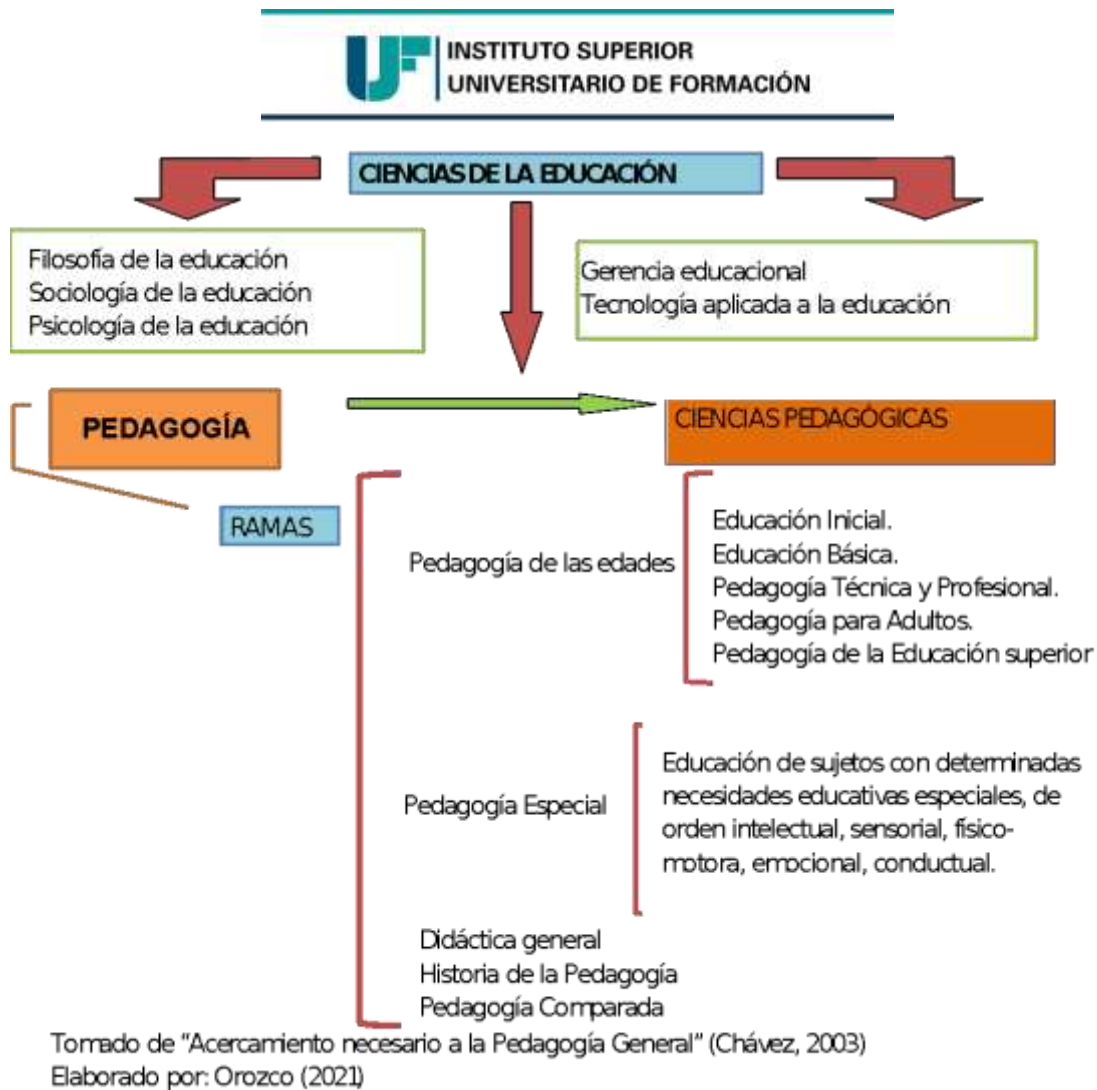 INSTITUTO SUPERIOR
UNIVERSITARIO DE FORMACIÓN
CIENCIAS DE LA EDUCACIÓN
Filosofía de la educación
Sociología de la educación
Psicología de la educación
Gerencia educacional
Tecnología aplicada a la educación
PEDAGOGÍA
CIENCIAS PEDAGÓGICAS
RAMAS
Pedagogía de las edades
Educación Inicial.
Educación Básica.
Pedagogía Técnica y Profesional.
Pedagogía para Adultos.
Pedagogía de la Educación superior
Pedagogía Especial
Educación de sujetos con determinadas
necesidades educativas especiales, de
orden intelectual, sensorial, físico-
motora, emocional, conductual.
Didáctica general
Historia de la Pedagogía
Pedagogía Comparada
Tomado de “Acercamiento necesario a la Pedagogía General” (Chávez, 2003)
Elaborado por: Orozco (2021)